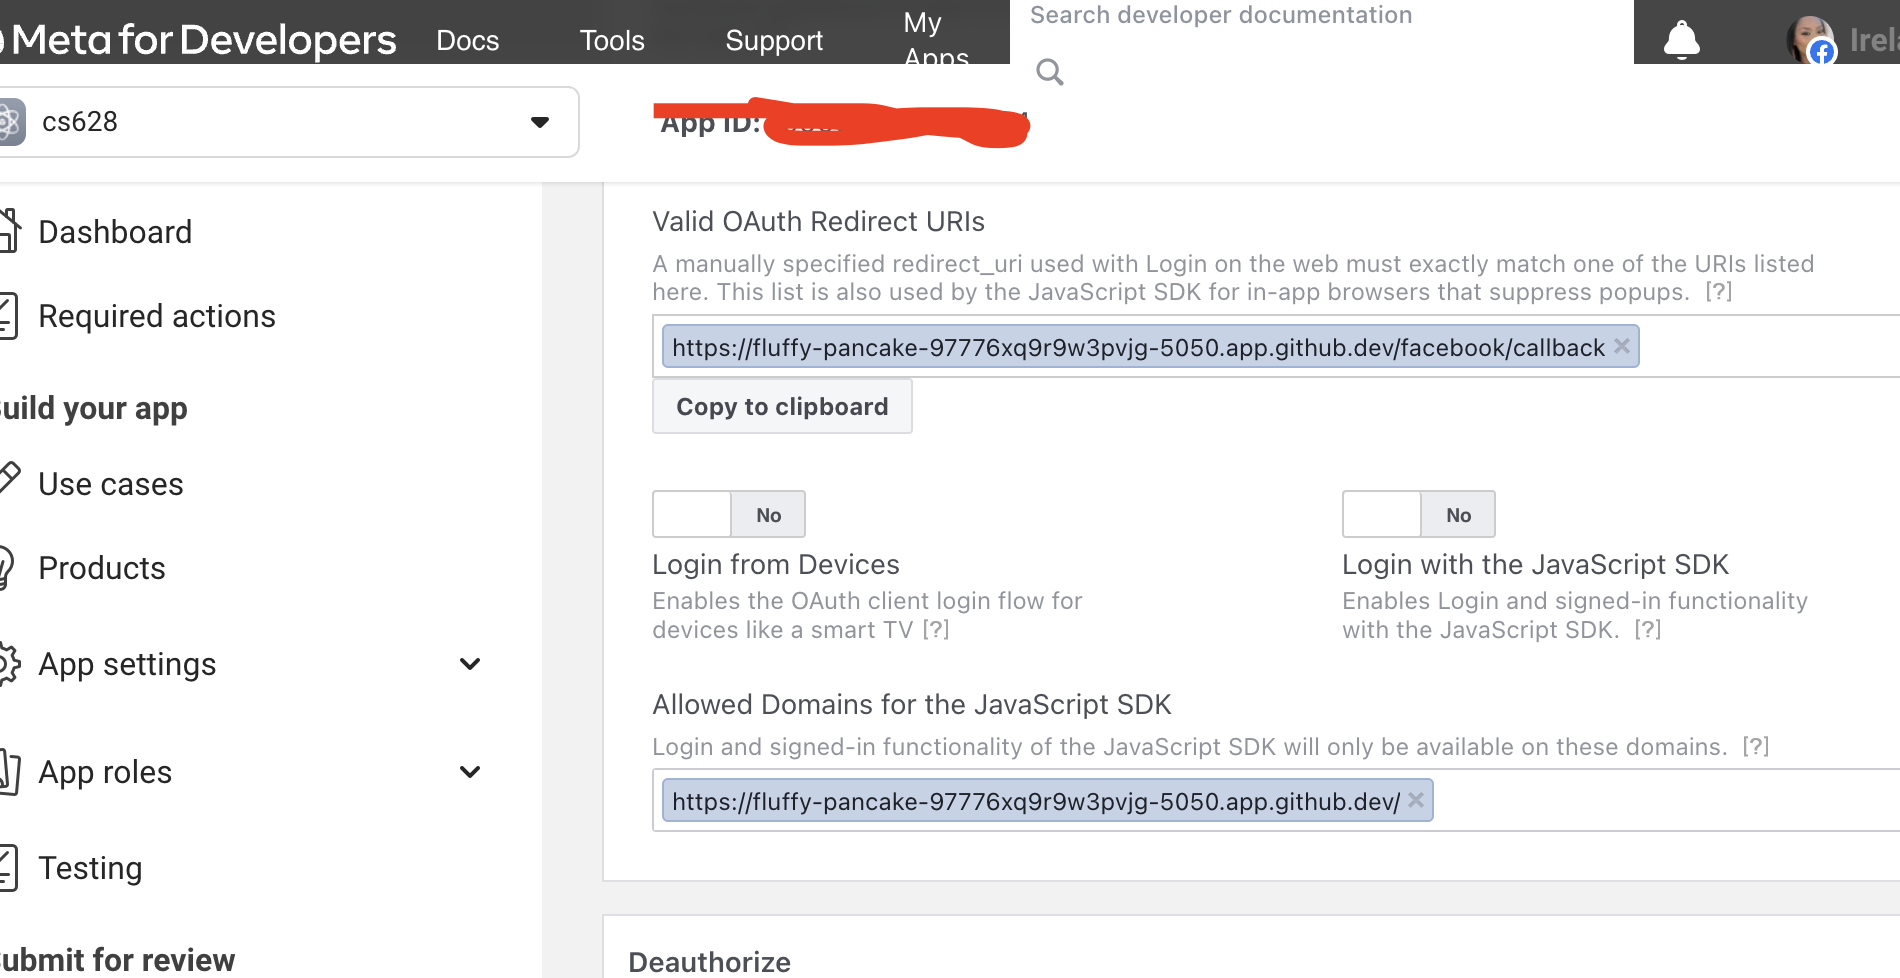 Meta for Developers
Docs
Tools
Support
My Apps
Search developer documentation
cs628
App ID:
Dashboard
Required actions
uild your app
Use cases
Products
App settings
App roles
Testing
ubmit for review
Valid OAuth Redirect URIs
A manually specified redirect_uri used with Login on the web must exactly match one of the URIs listed
here. This list is also used by the JavaScript SDK for in-app browsers that suppress popups. [?]
https://fluffy-pancake-97776xq9r9w3pvjg-5050.app.github.dev/facebook/callback
Copy to clipboard
No
Login from Devices
Enables the OAuth client login flow for
devices like a smart TV [?]
No
Login with the JavaScript SDK
Enables Login and signed-in functionality
with the JavaScript SDK. [?]
Allowed Domains for the JavaScript SDK
Login and signed-in functionality of the JavaScript SDK will only be available on these domains. [?]
https://fluffy-pancake-97776xq9r9w3pvjg-5050.app.github.dev/
Deauthorize